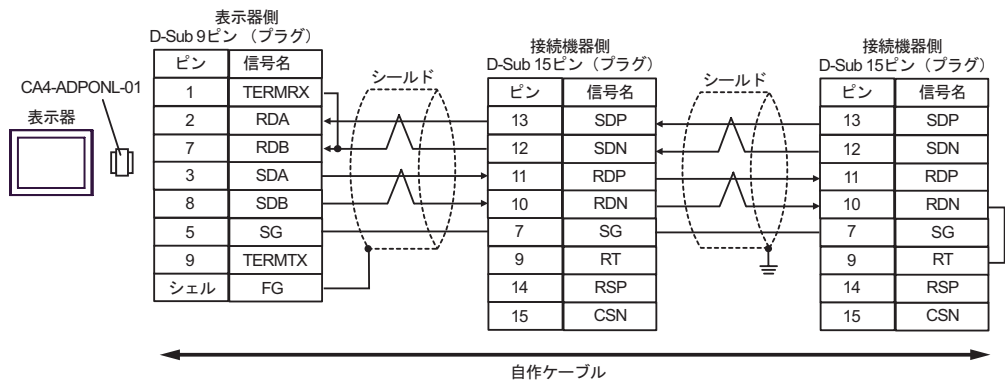 表示器側
D-Sub 9ピン （プラグ）
接続機器側
D-Sub 15ピン（プラグ）
接続機器側
D-Sub 15ピン（プラグ）
CA4-ADPONL-01
表示器
シールド
シールド
ピン 信号名
1 TERMRX
2 RDA
7 RDB
3 SDA
8 SDB
5 SG
9 TERMTX
シェル FG
ピン 信号名
13 SDP
12 SDN
11 RDP
10 RDN
7 SG
9 RT
14 RSP
15 CSN
ピン 信号名
13 SDP
12 SDN
11 RDP
10 RDN
7 SG
9 RT
14 RSP
15 CSN
自作ケーブル